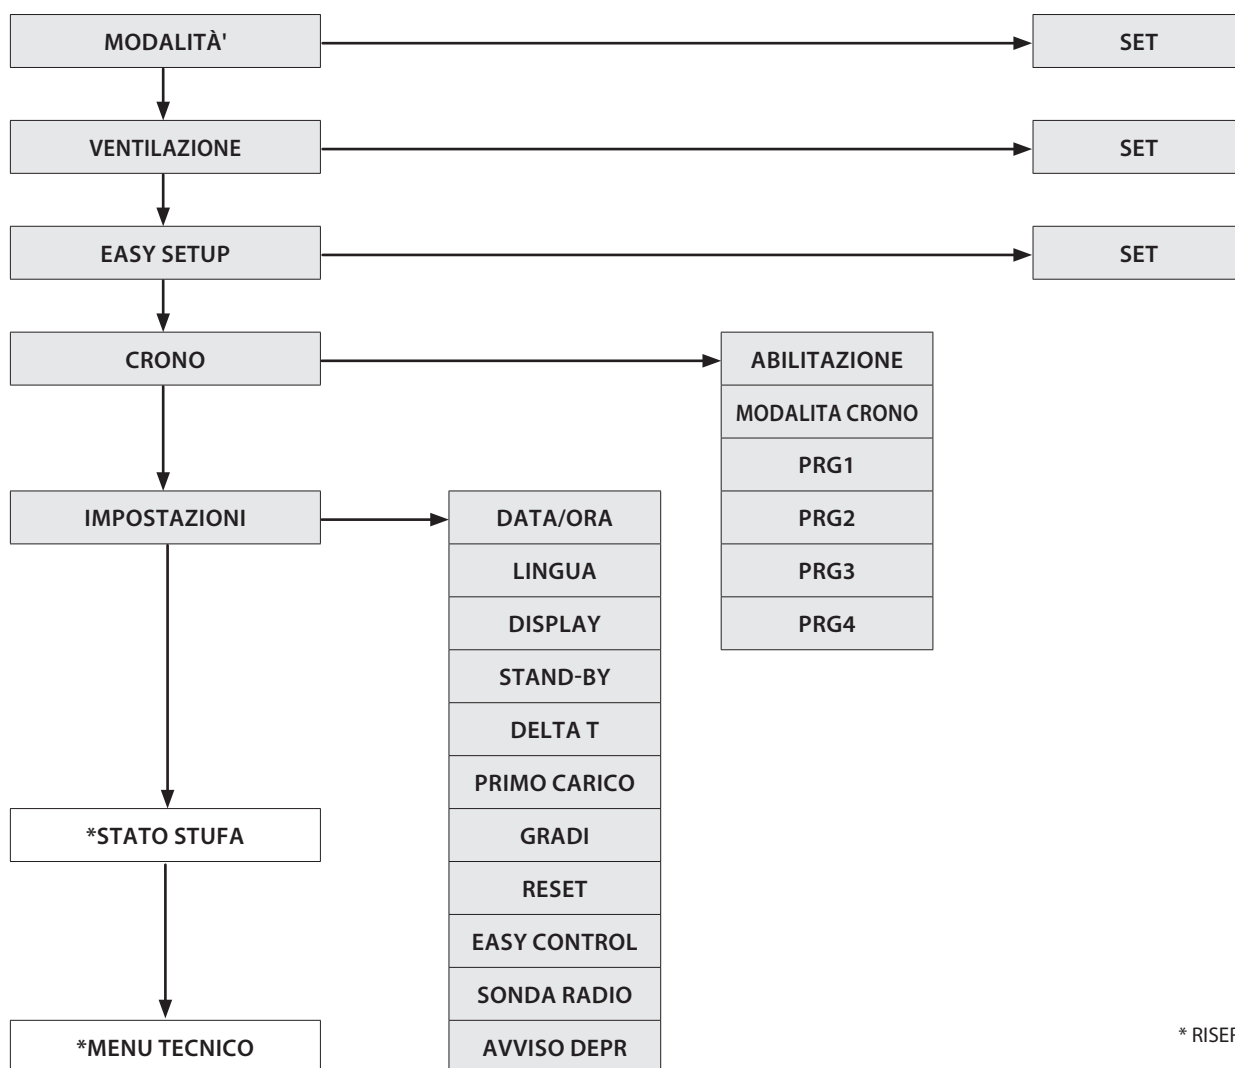 MODALITÀ'
SET
VENTILAZIONE
SET
EASY SETUP
SET
CRONO
ABILITAZIONE
MODALITA CRONO
PRG1
PRG2
PRG3
PRG4
IMPOSTAZIONI
DATA/ORA
LINGUA
DISPLAY
STAND-BY
DELTA T
PRIMO CARICO
GRADI
RESET
EASY CONTROL
SONDA RADIO
AVVISO DEPR
*STATO STUFA
*MENU TECNICO
*